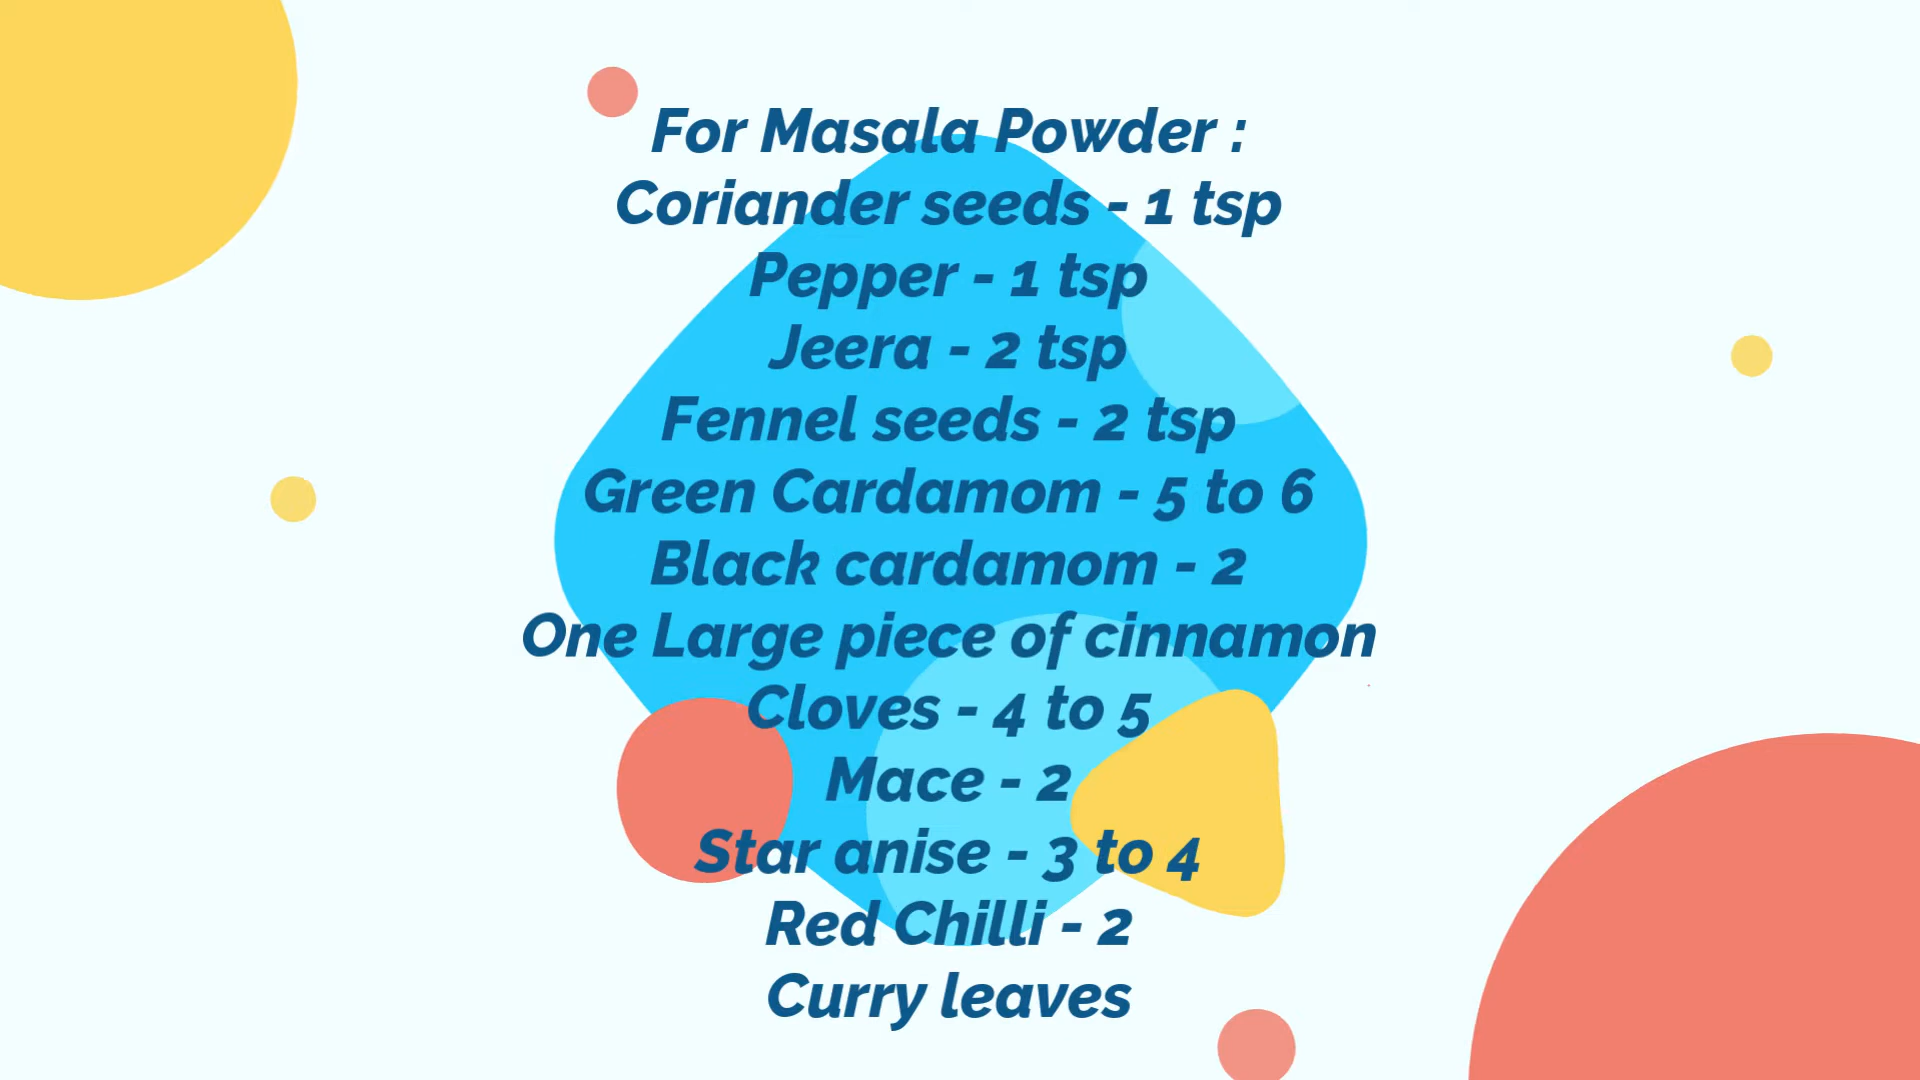 For Masala Powder :
Coriander seeds - 1 tsp
Pepper - 1 tsp
Jeera - 2 tsp
Fennel seeds - 2 tsp
Green Cardamom - 5 to 6
Black cardamom - 2
One Large piece of cinnamon
Cloves - 4 to 5
Mace - 2
Star anise - 3 to 4
Red Chilli - 2
Curry leaves